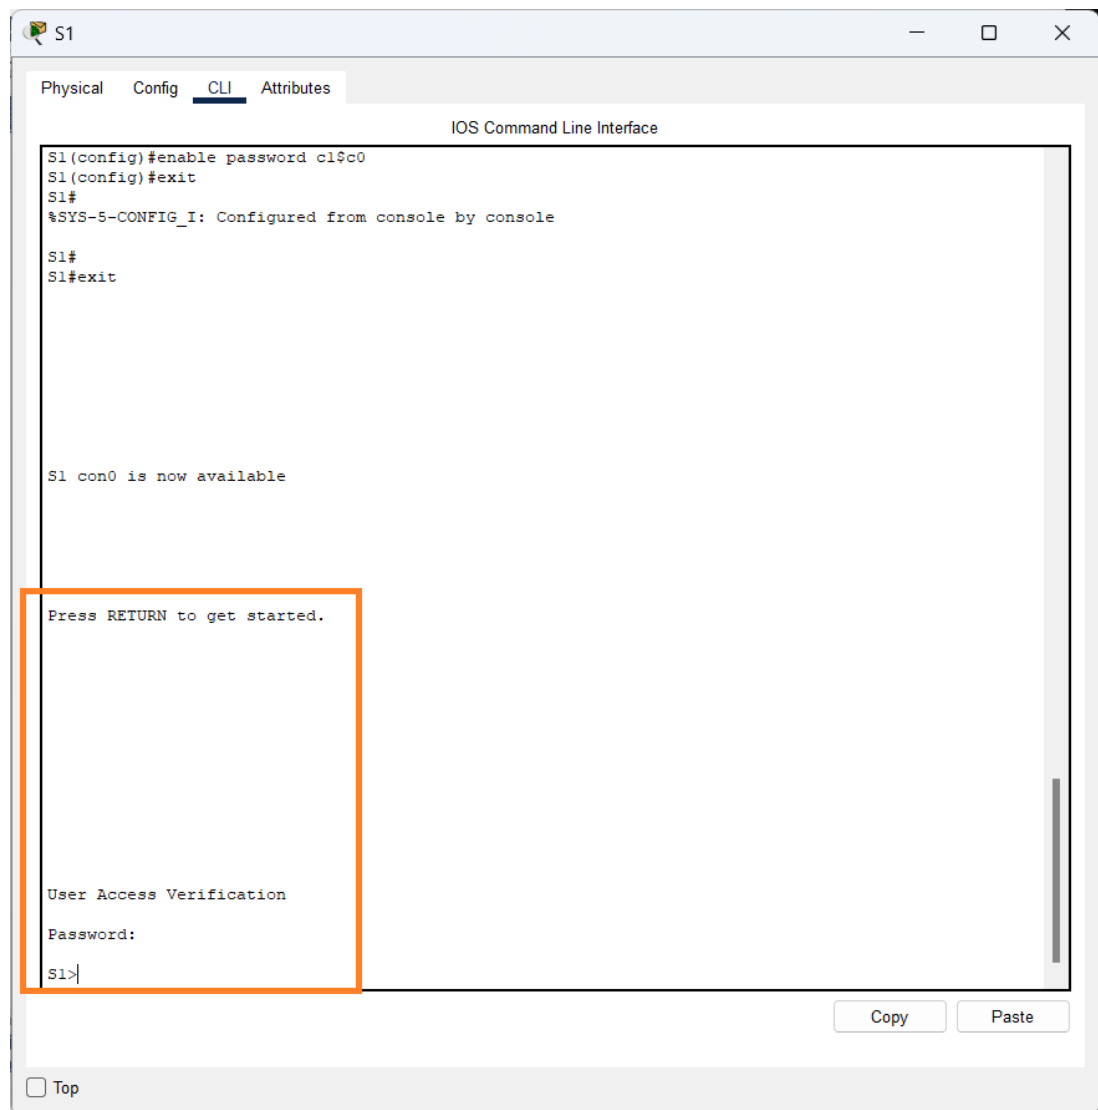 S1
Physical Config CLI Attributes
IOS Command Line Interface
S1(config)#enable password c1$c0
S1(config)#exit
S1#
%SYS-5-CONFIG_I: Configured from console by console
S1#
S1#exit
S1 con0 is now available
Press RETURN to get started.
User Access Verification
Password:
S1>
Copy Paste
Top